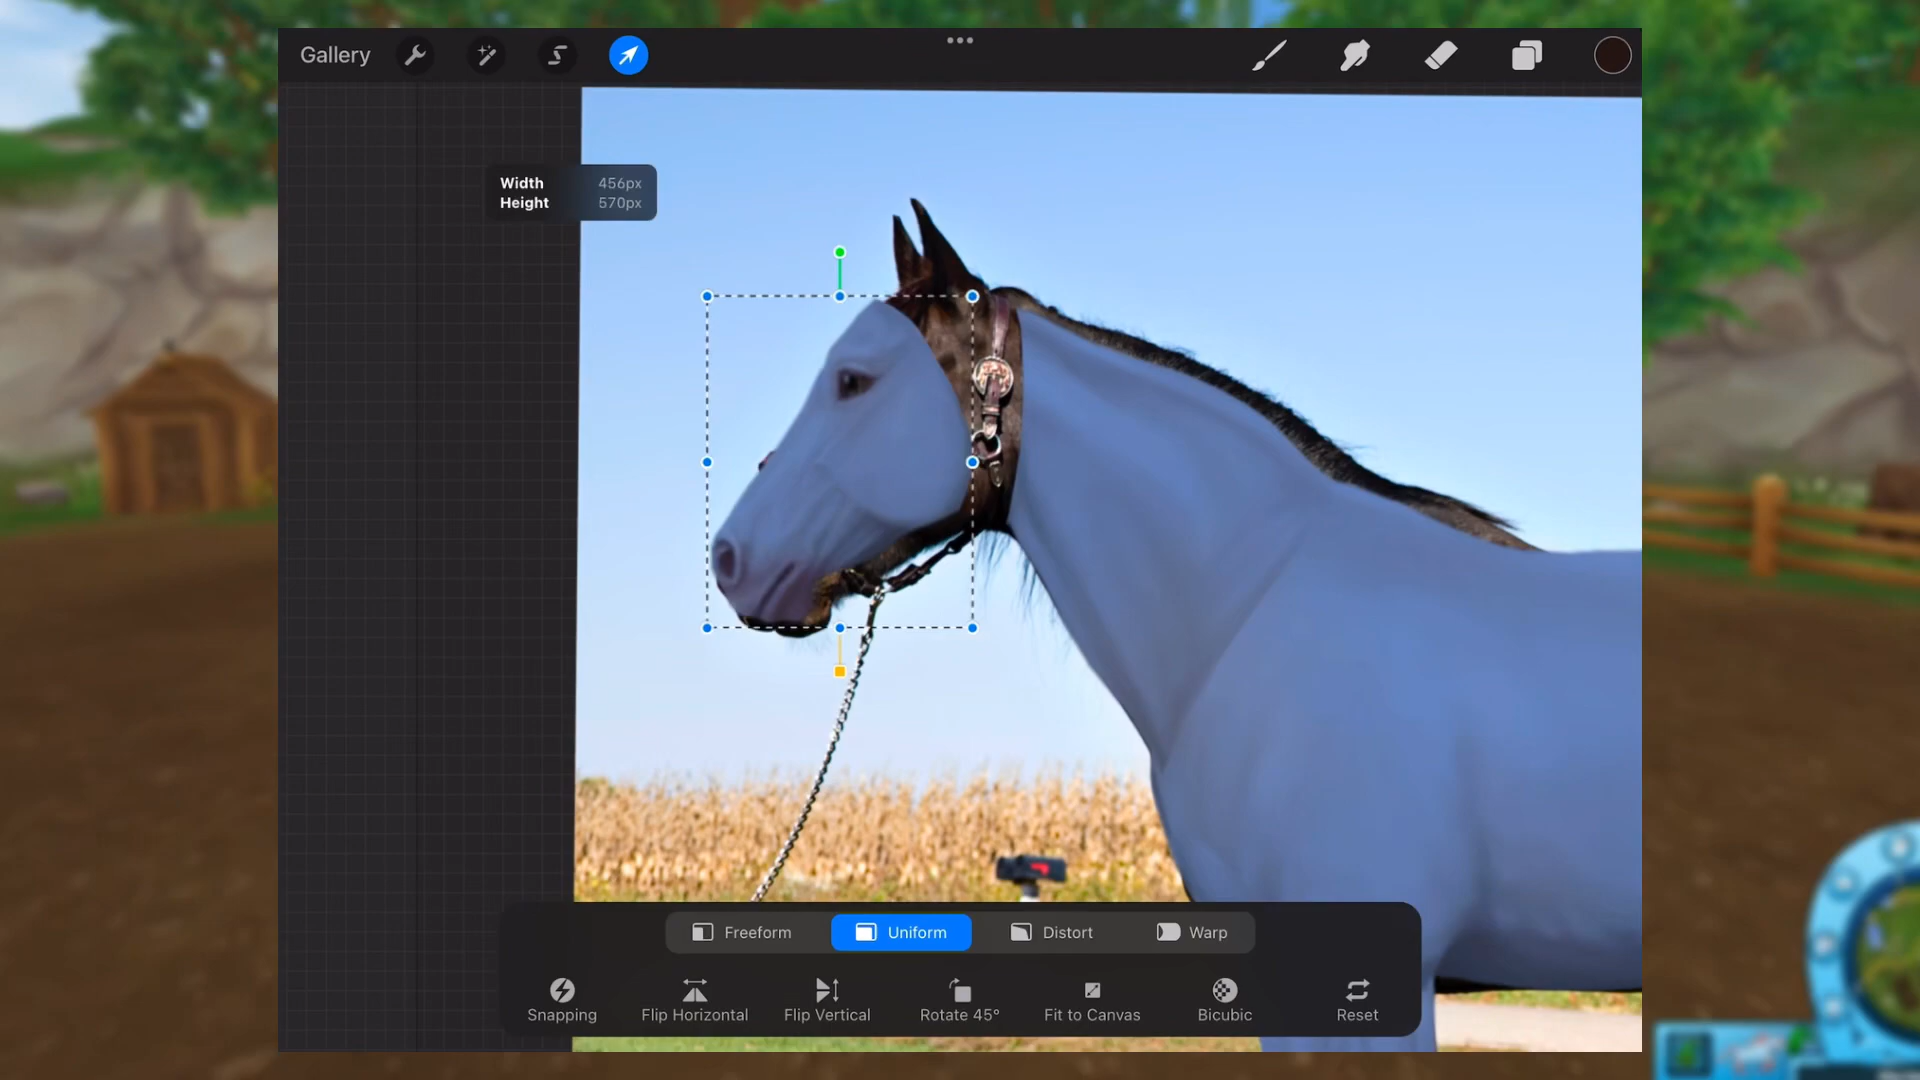 Gallery
Width 456px
Height 570px
Freeform Uniform Distort Warp
Snapping Flip Horizontal Flip Vertical Rotate 45° Fit to Canvas Bicubic Reset